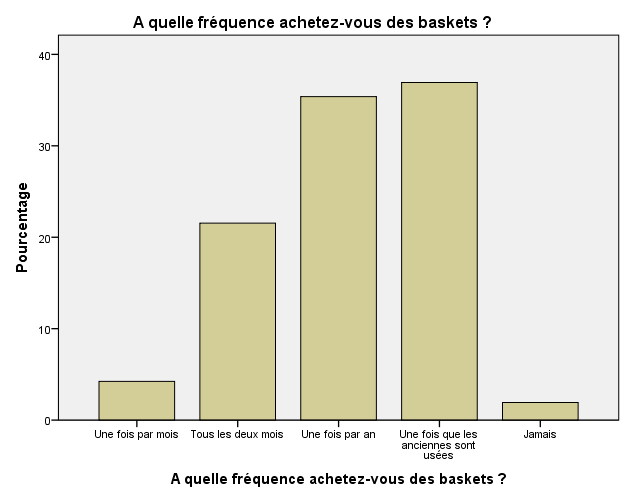 A quelle fréquence achetez-vous des baskets ?
Pourcentage
40
30
20
10
0
Une fois par mois
Tous les deux mois
Une fois par an
Une fois que les
anciennes sont
usées
Jamais
A quelle fréquence achetez-vous des baskets ?